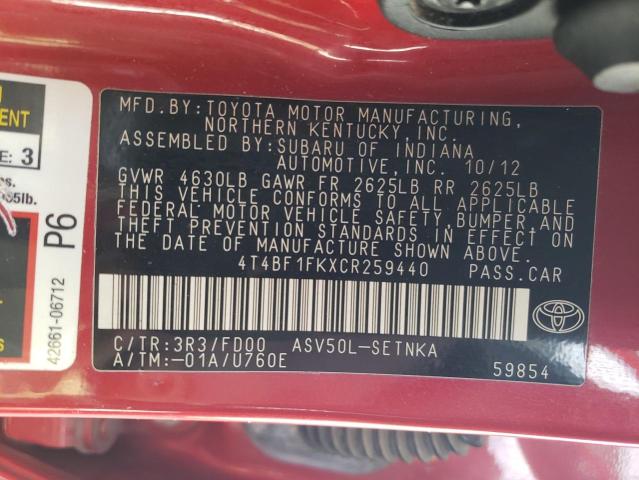 MFD.BY:TOYOTA MOTOR MANUFACTURING,
NORTHERN KENTUCKY,INC.
ASSEMBLED BY:SUBARU OF INDIANA
AUTOMOTIVE,INC. 10/12
GVWR 4630LB GAWR FR 2625LB RR 2625LB
THIS VEHICLE CONFORMS TO ALL APPLICABLE
FEDERAL MOTOR VEHICLE SAFETY, BUMPER,AND
THEFT PREVENTION STANDARDS IN EFFECT ON
THE DATE OF MANUFACTURE SHOWN ABOVE.
4T4BF1FKXCR259440 PASS.CAR
C/TR:3R3/FD00 ASV50L-SETNKA
A/TM:-01A/U760E
59854
TOYOTA
ENT
E: 3
P6
42661-06712